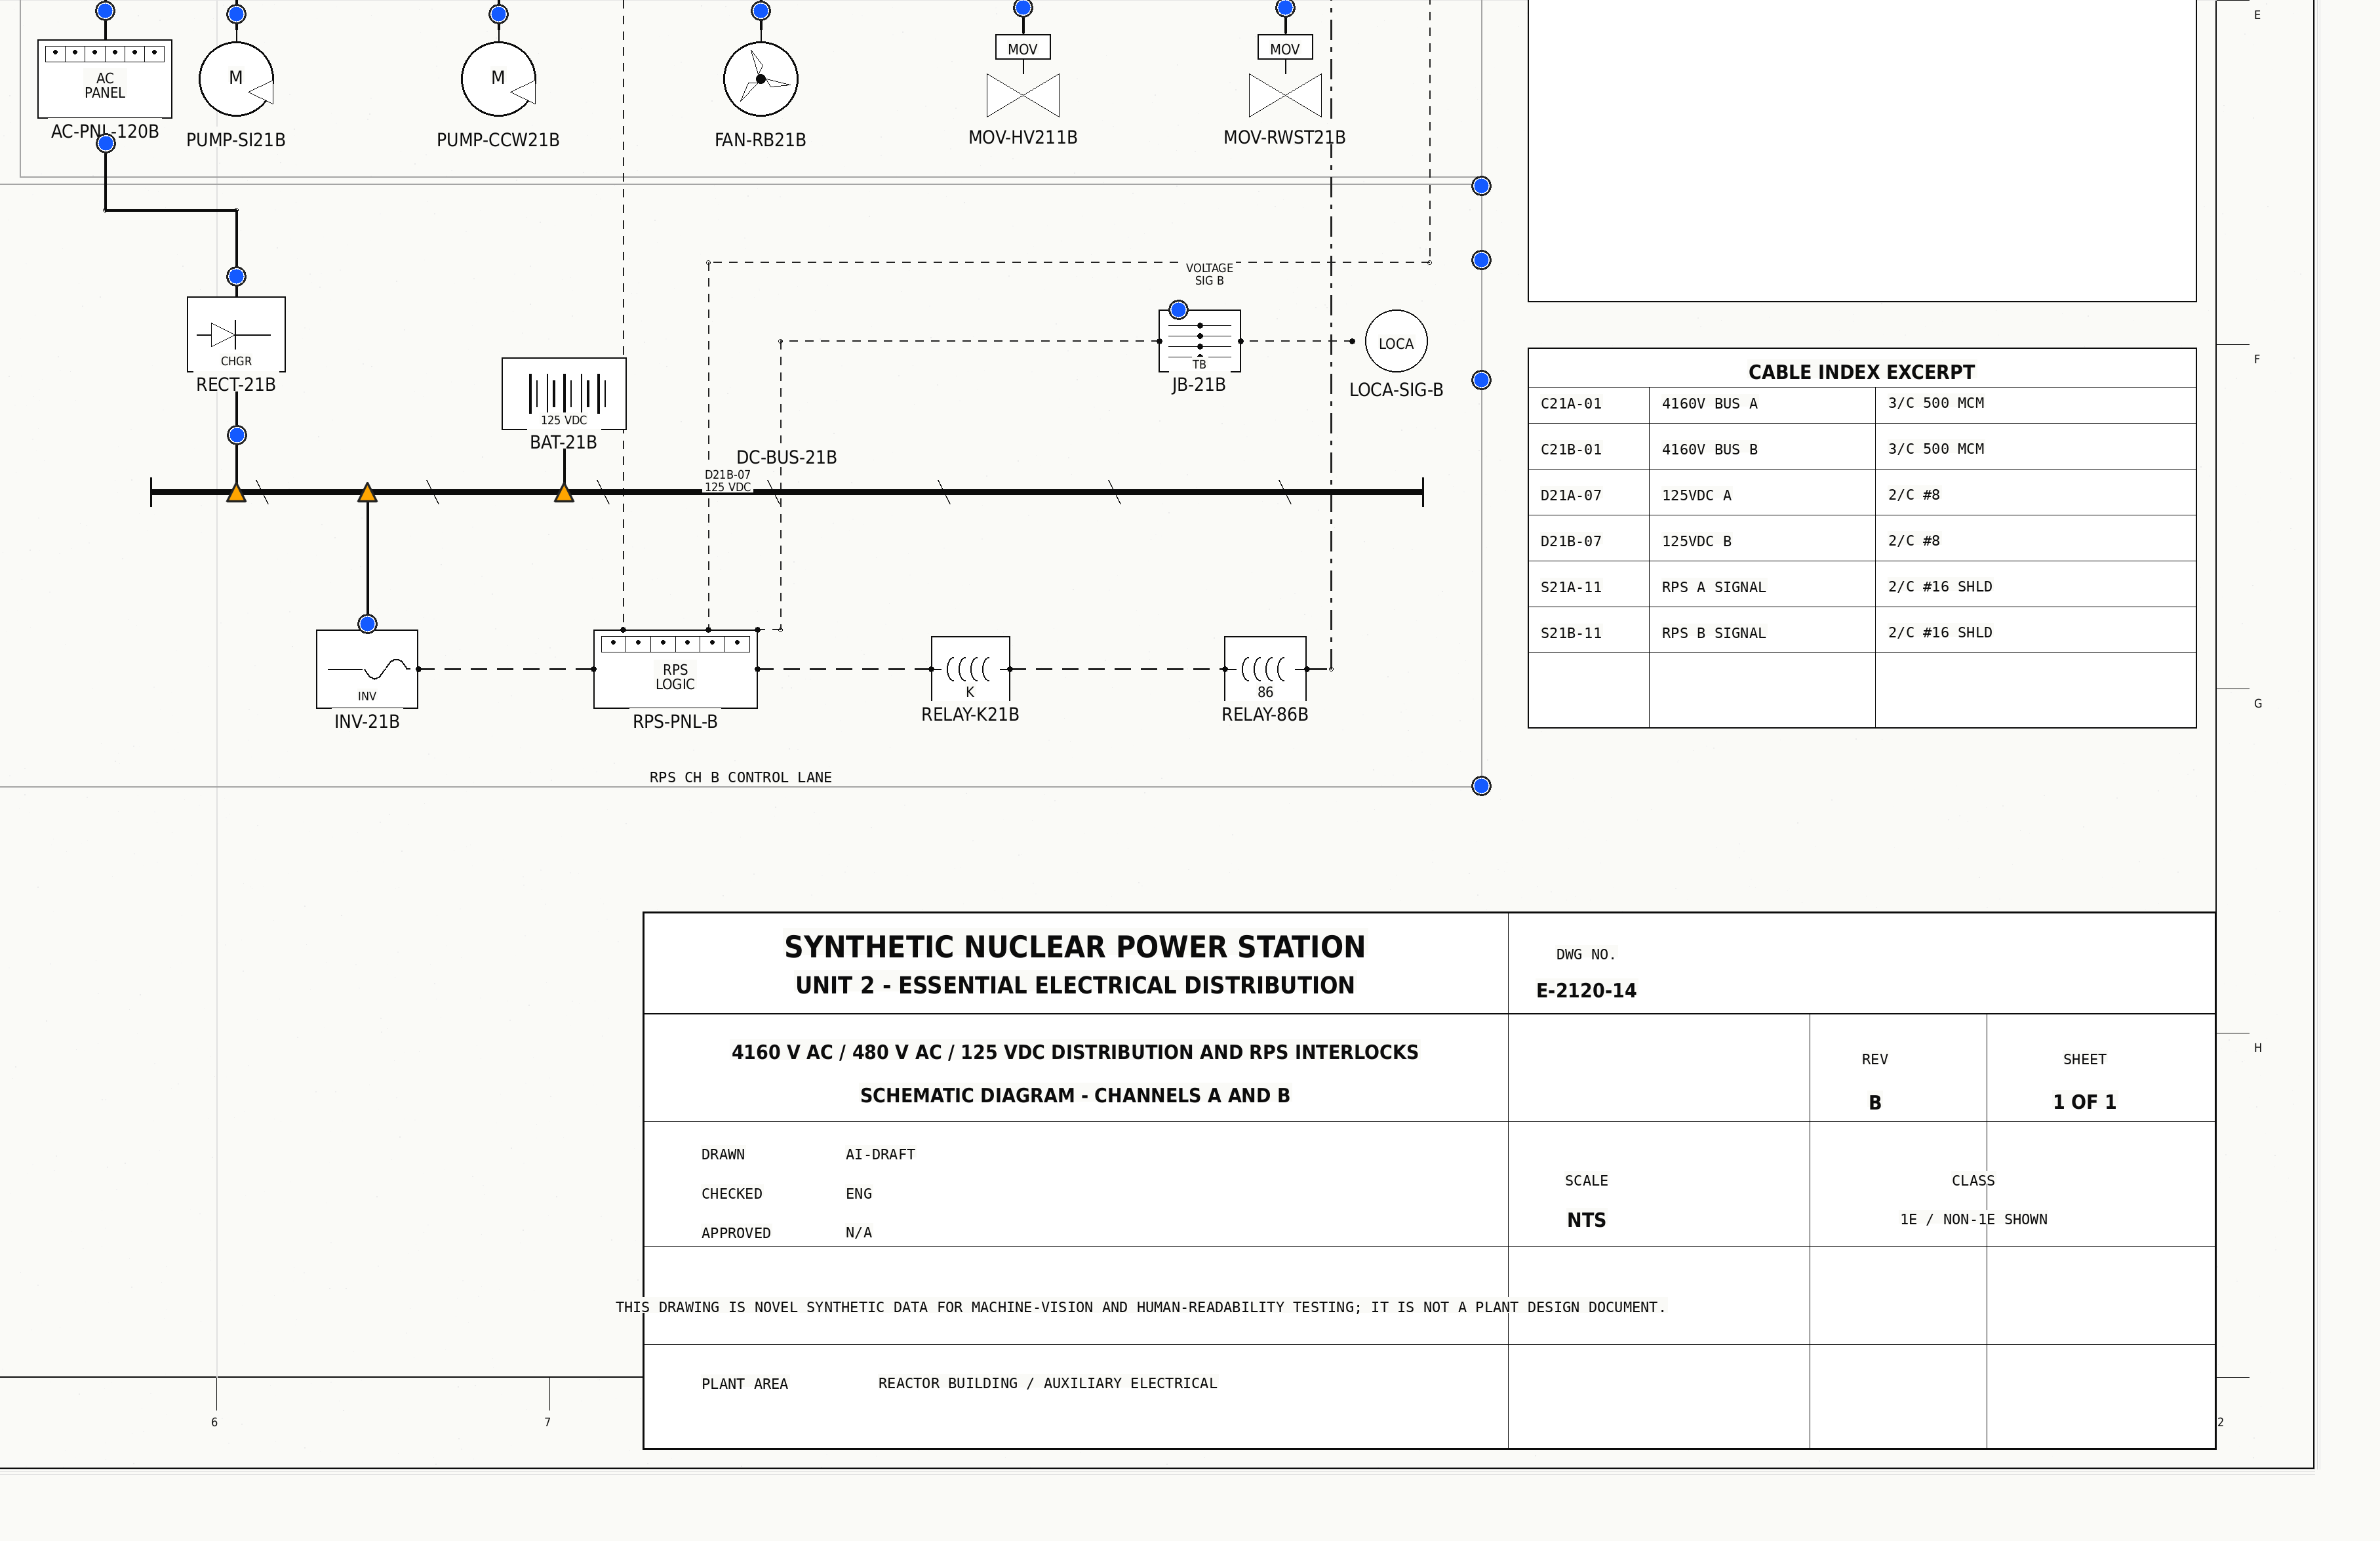 E
MOV
MOV
AC
PANEL
M
M
AC-PNL-120B
PUMP-SI21B
PUMP-CCW21B
FAN-RB21B
MOV-HV211B
MOV-RWST21B
VOLTAGE
SIG B
LOCA
CHGR
TB
RECT-21B
JB-21B
LOCA-SIG-B
125 VDC
BAT-21B
DC-BUS-21B
D21B-07
125 VDC
RPS
LOGIC
INV
K
86
INV-21B
RPS-PNL-B
RELAY-K21B
RELAY-86B
RPS CH B CONTROL LANE
F
CABLE INDEX EXCERPT
C21A-01 4160V BUS A 3/C 500 MCM
C21B-01 4160V BUS B 3/C 500 MCM
D21A-07 125VDC A 2/C #8
D21B-07 125VDC B 2/C #8
S21A-11 RPS A SIGNAL 2/C #16 SHLD
S21B-11 RPS B SIGNAL 2/C #16 SHLD
G
SYNTHETIC NUCLEAR POWER STATION
UNIT 2 - ESSENTIAL ELECTRICAL DISTRIBUTION
DWG NO.
E-2120-14
4160 V AC / 480 V AC / 125 VDC DISTRIBUTION AND RPS INTERLOCKS
SCHEMATIC DIAGRAM - CHANNELS A AND B
REV
B
SHEET
1 OF 1
H
DRAWN AI-DRAFT
CHECKED ENG
APPROVED N/A
SCALE
NTS
CLASS
1E / NON-1E SHOWN
THIS DRAWING IS NOVEL SYNTHETIC DATA FOR MACHINE-VISION AND HUMAN-READABILITY TESTING; IT IS NOT A PLANT DESIGN DOCUMENT.
PLANT AREA REACTOR BUILDING / AUXILIARY ELECTRICAL
6
7
2